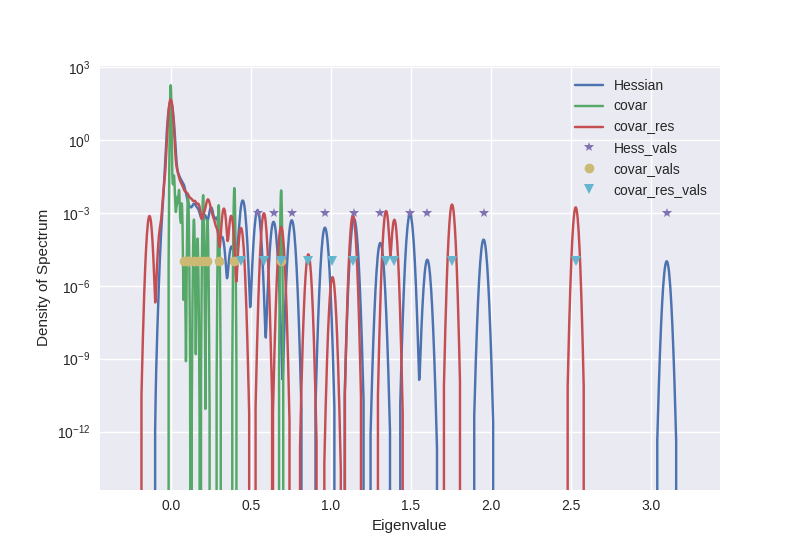 10^3
10^0
10^−3
10^−6
10^−9
10^−12
Density of Spectrum
Hessian
covar
covar_res
Hess_vals
covar_vals
covar_res_vals
0.0 0.5 1.0 1.5 2.0 2.5 3.0
Eigenvalue